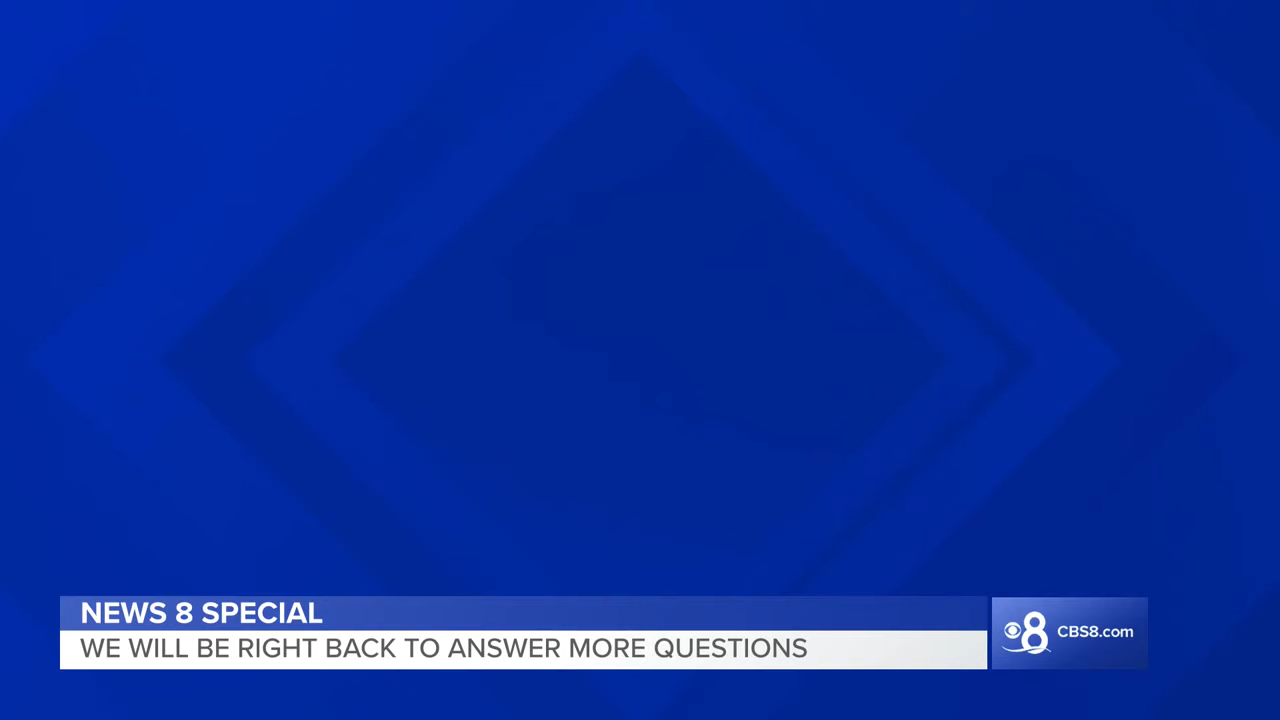 NEWS 8 SPECIAL
WE WILL BE RIGHT BACK TO ANSWER MORE QUESTIONS
8 CBS8.com